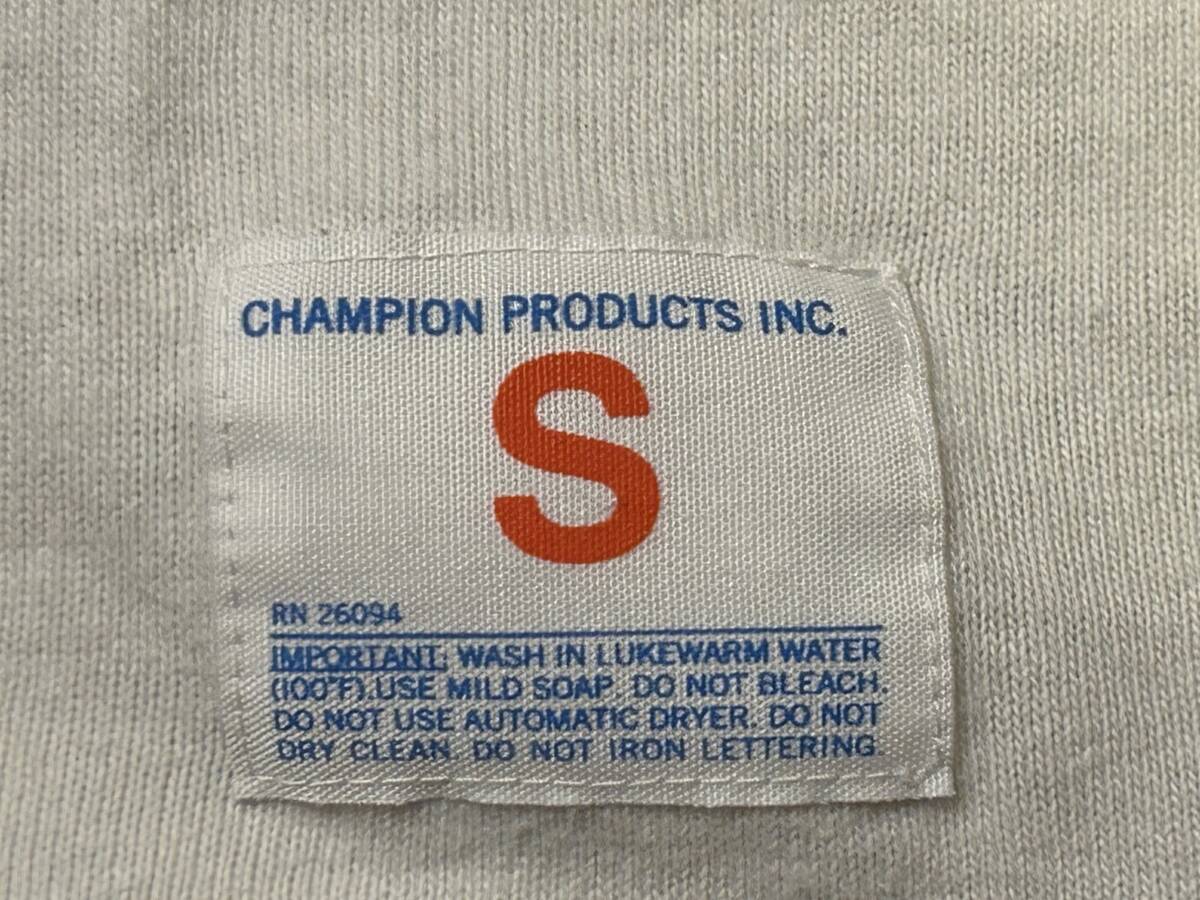 CHAMPION PRODUCTS INC.
S
RN 26094
IMPORTANT: WASH IN LUKEWARM WATER
(100°F). USE MILD SOAP. DO NOT BLEACH.
DO NOT USE AUTOMATIC DRYER. DO NOT
DRY CLEAN. DO NOT IRON LETTERING.